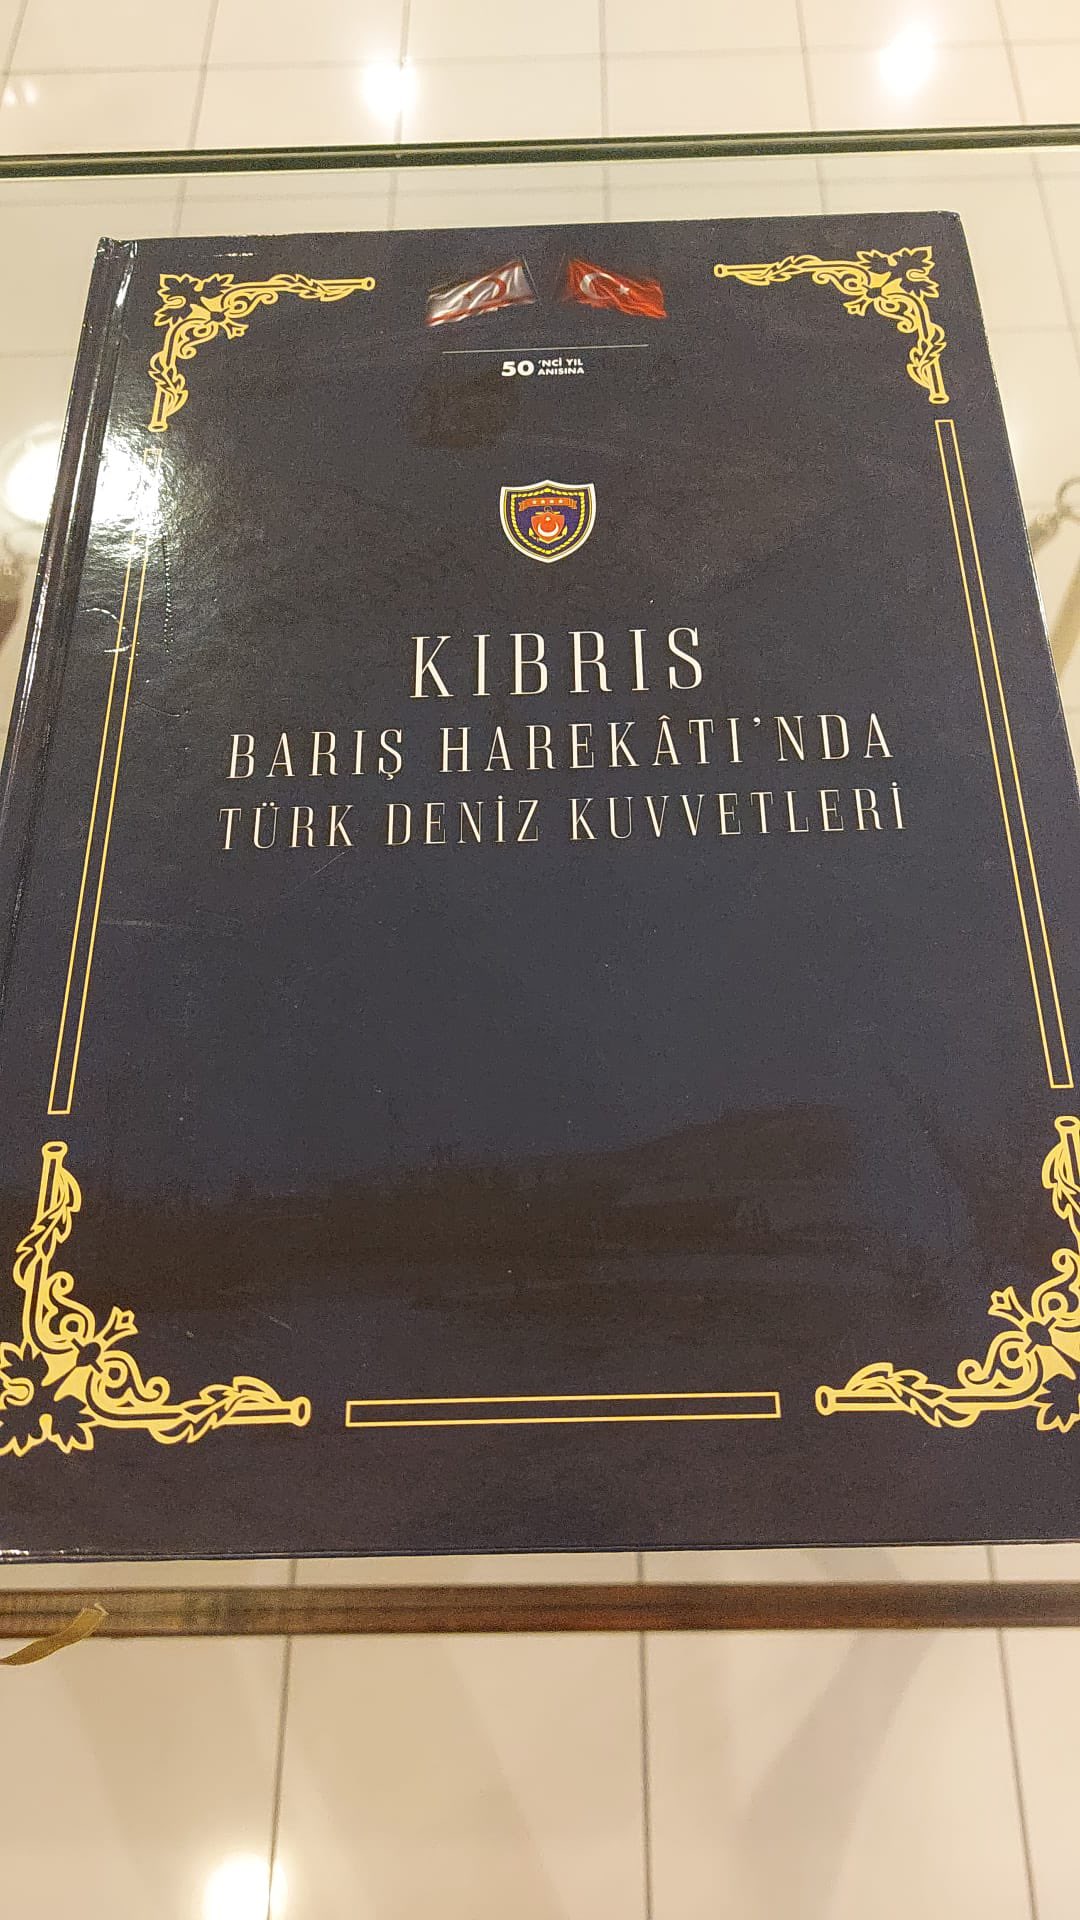 50 'NCİ YIL
ANISINA
KIBRIS
BARIŞ HAREKÂTI'NDA
TÜRK DENİZ KUVVETLERİ